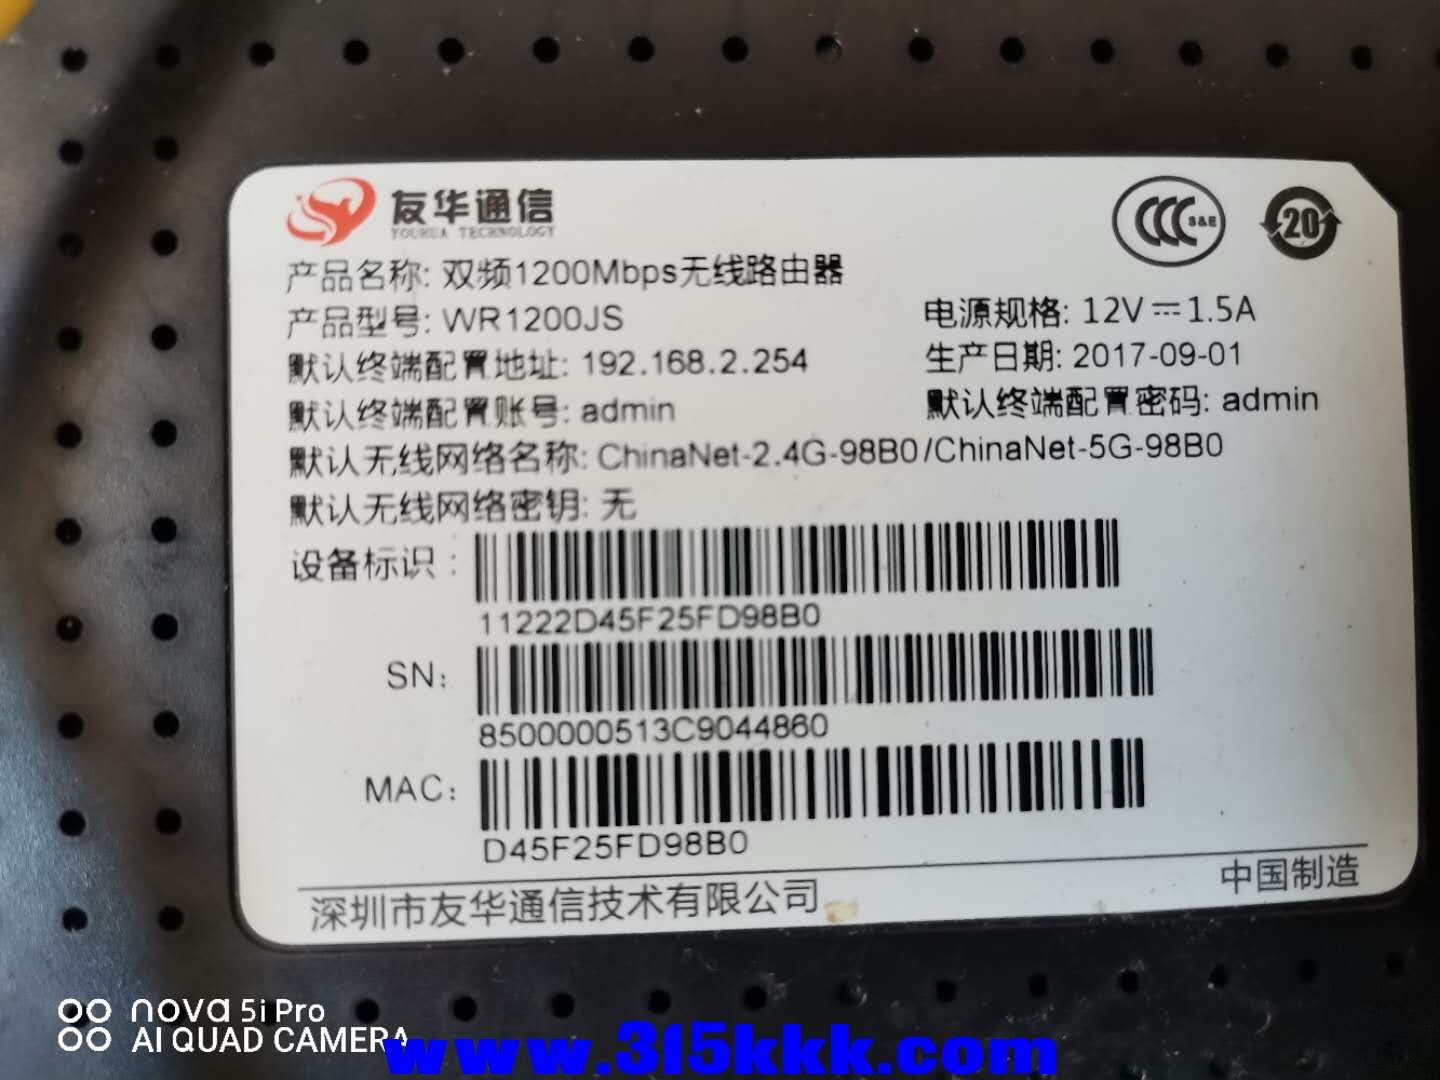 友华通信
YOUHUA TECHNOLOGY
S&E
20
产品名称: 双频1200Mbps无线路由器
产品型号: WR1200JS
电源规格: 12V⎓1.5A
默认终端配置地址: 192.168.2.254
生产日期: 2017-09-01
默认终端配置账号: admin
默认终端配置密码: admin
默认无线网络名称: ChinaNet-2.4G-98B0/ChinaNet-5G-98B0
默认无线网络密钥: 无
设备标识：
11222D45F25FD98B0
SN:
8500000513C9044860
MAC:
D45F25FD98B0
深圳市友华通信技术有限公司
中国制造
nova 5i Pro
AI QUAD CAMERA
www.315kkk.com